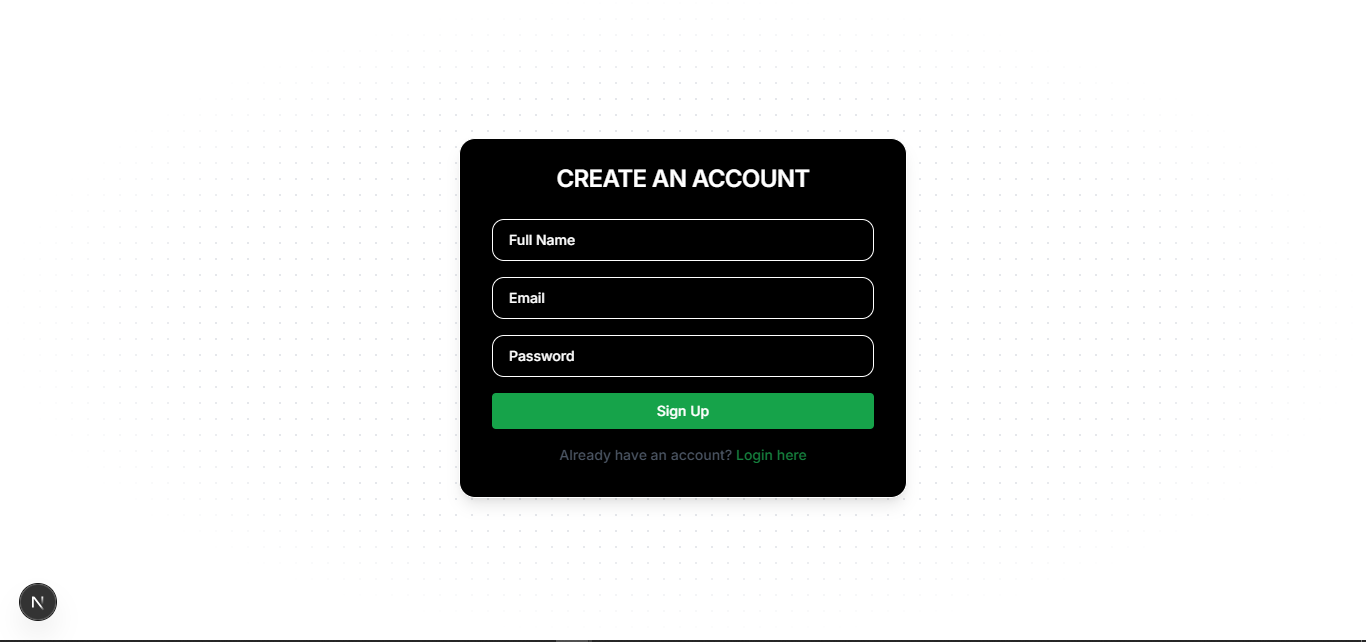 CREATE AN ACCOUNT
Full Name
Email
Password
Sign Up
Already have an account? Login here
N